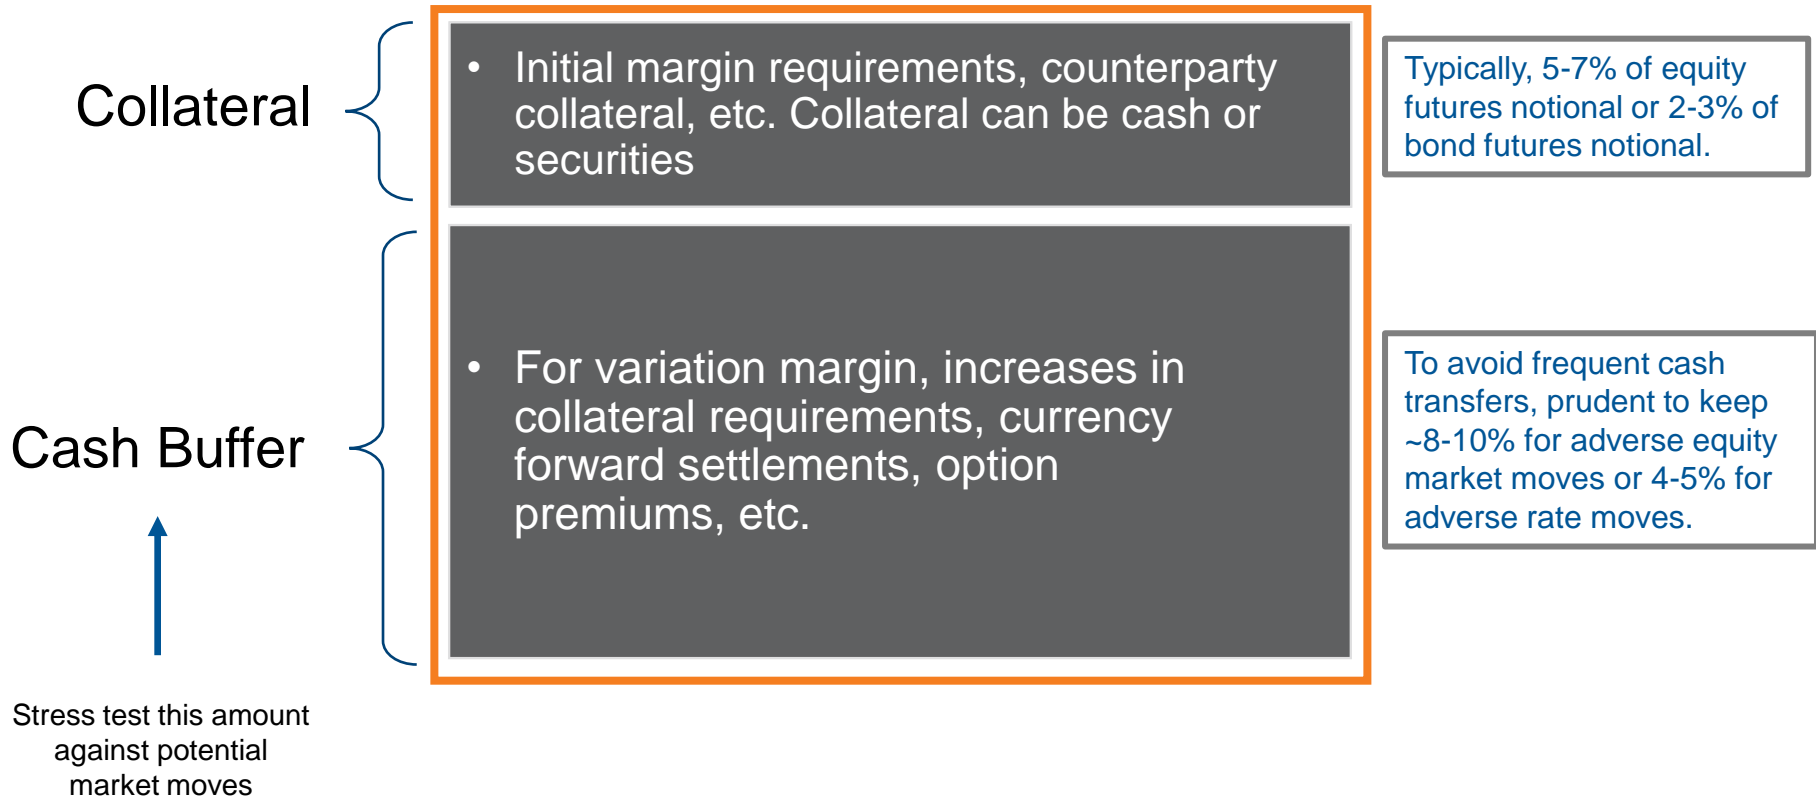 Collateral
• Initial margin requirements, counterparty
collateral, etc. Collateral can be cash or
securities
Typically, 5-7% of equity
futures notional or 2-3% of
bond futures notional.
Cash Buffer
• For variation margin, increases in
collateral requirements, currency
forward settlements, option
premiums, etc.
To avoid frequent cash
transfers, prudent to keep
~8-10% for adverse equity
market moves or 4-5% for
adverse rate moves.
Stress test this amount
against potential
market moves